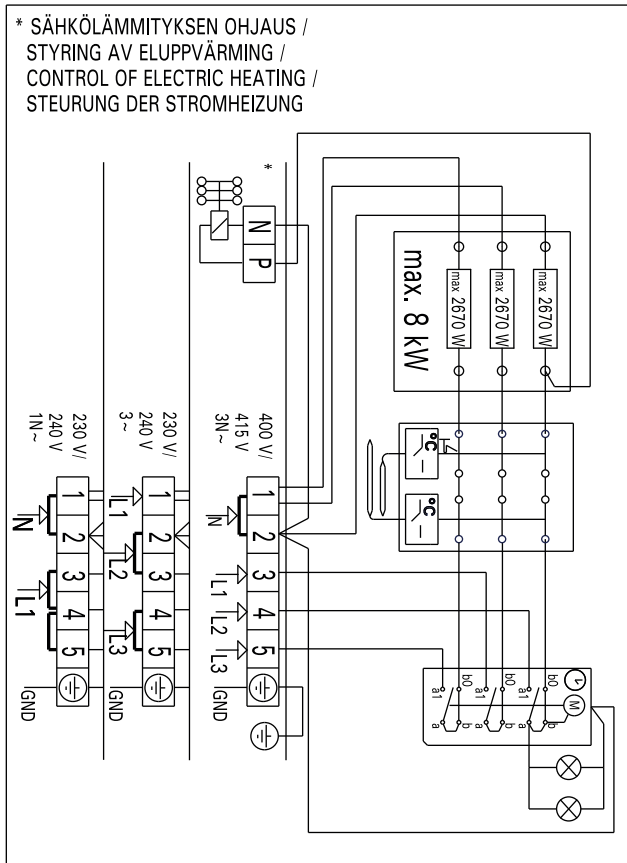 * SÄHKÖLÄMMITYKSEN OHJAUS /
STYRING AV ELUPPVÄRMING /
CONTROL OF ELECTRIC HEATING /
STEURUNG DER STROMHEIZUNG
*
N
P
max. 8 kW
max 2670 W
max 2670 W
max 2670 W
°C
°C
400 V/
415 V
3N~
1
2
3
4
5
N
L1
L2
L3
GND
230 V/
240 V
3~
1
2
3
4
5
L1
L2
L3
GND
230 V/
240 V
1N~
1
2
3
4
5
N
L1
GND
M
b0
a1
b
a
b0
a1
b
a
b0
a1
b
a